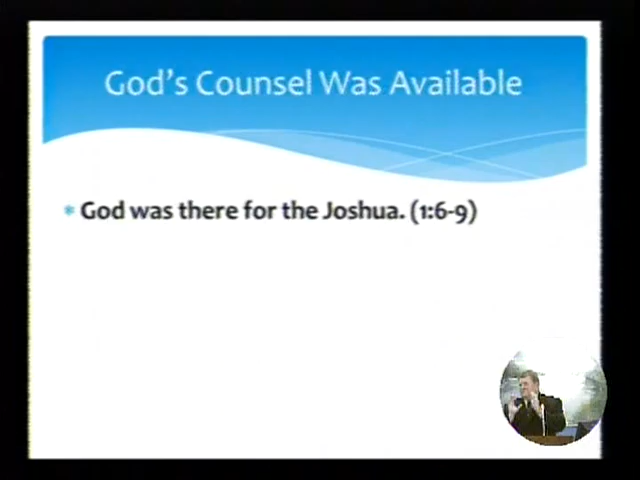 God's Counsel Was Available
God was there for the Joshua. (1:6-9)